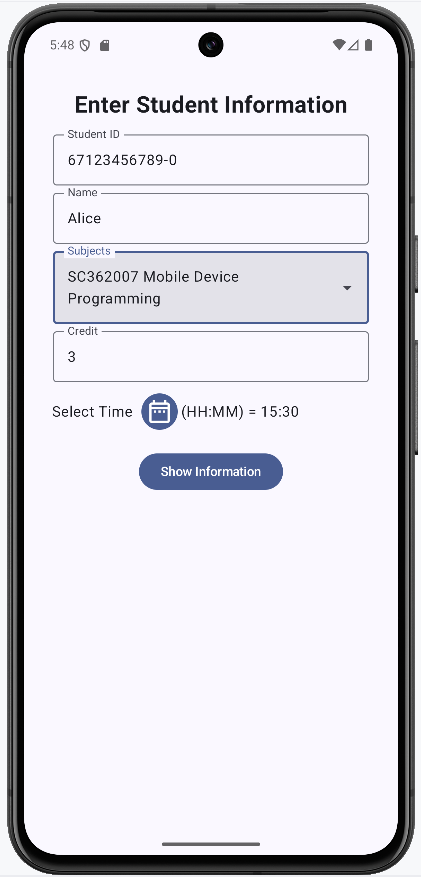 5:48
Enter Student Information
Student ID
67123456789-0
Name
Alice
Subjects
SC362007 Mobile Device
Programming
Credit
3
Select Time (HH:MM) = 15:30
Show Information